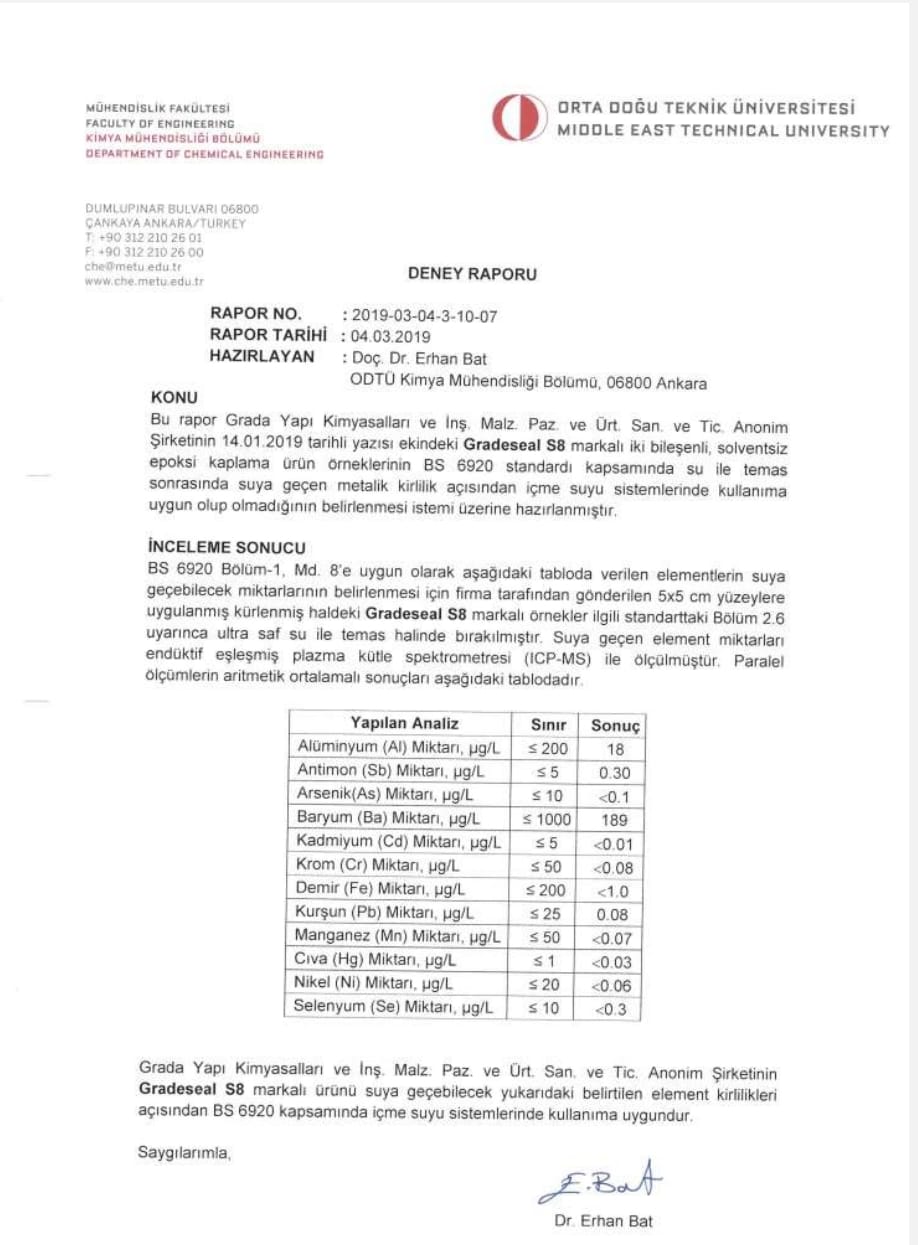 MÜHENDİSLİK FAKÜLTESİ
FACULTY OF ENGINEERING
KİMYA MÜHENDİSLİĞİ BÖLÜMÜ
DEPARTMENT OF CHEMICAL ENGINEERING
ORTA DOĞU TEKNİK ÜNİVERSİTESİ
MIDDLE EAST TECHNICAL UNIVERSITY
DUMLUPINAR BULVARI 06800
ÇANKAYA ANKARA/TURKEY
T: +90 312 210 26 01
F: +90 312 210 26 00
che@metu.edu.tr
www.che.metu.edu.tr
DENEY RAPORU
RAPOR NO. : 2019-03-04-3-10-07
RAPOR TARİHİ : 04.03.2019
HAZIRLAYAN : Doç. Dr. Erhan Bat
ODTÜ Kimya Mühendisliği Bölümü, 06800 Ankara
KONU
Bu rapor Grada Yapı Kimyasalları ve İnş. Malz. Paz. ve Ürt. San. ve Tic. Anonim
Şirketinin 14.01.2019 tarihli yazısı ekindeki Gradeseal S8 markalı iki bileşenli, solventsiz
epoksi kaplama ürün örneklerinin BS 6920 standardı kapsamında su ile temas
sonrasında suya geçen metalik kirlilik açısından içme suyu sistemlerinde kullanıma
uygun olup olmadığının belirlenmesi istemi üzerine hazırlanmıştır.
İNCELEME SONUCU
BS 6920 Bölüm-1, Md. 8'e uygun olarak aşağıdaki tabloda verilen elementlerin suya
geçebilecek miktarlarının belirlenmesi için firma tarafından gönderilen 5x5 cm yüzeylere
uygulanmış kürlenmiş haldeki Gradeseal S8 markalı örnekler ilgili standarttaki Bölüm 2.6
uyarınca ultra saf su ile temas halinde bırakılmıştır. Suya geçen element miktarları
endüktif eşleşmiş plazma kütle spektrometresi (ICP-MS) ile ölçülmüştür. Paralel
ölçümlerin aritmetik ortalamalı sonuçları aşağıdaki tablodadır.
Yapılan Analiz Sınır Sonuç
Alüminyum (Al) Miktarı, µg/L ≤ 200 18
Antimon (Sb) Miktarı, µg/L ≤ 5 0.30
Arsenik(As) Miktarı, µg/L ≤ 10 <0.1
Baryum (Ba) Miktarı, µg/L ≤ 1000 189
Kadmiyum (Cd) Miktarı, µg/L ≤ 5 <0.01
Krom (Cr) Miktarı, µg/L ≤ 50 <0.08
Demir (Fe) Miktarı, µg/L ≤ 200 <1.0
Kurşun (Pb) Miktarı, µg/L ≤ 25 0.08
Manganez (Mn) Miktarı, µg/L ≤ 50 <0.07
Cıva (Hg) Miktarı, µg/L ≤ 1 <0.03
Nikel (Ni) Miktarı, µg/L ≤ 20 <0.06
Selenyum (Se) Miktarı, µg/L ≤ 10 <0.3
Grada Yapı Kimyasalları ve İnş. Malz. Paz. ve Ürt. San. ve Tic. Anonim Şirketinin
Gradeseal S8 markalı ürünü suya geçebilecek yukarıdaki belirtilen element kirlilikleri
açısından BS 6920 kapsamında içme suyu sistemlerinde kullanıma uygundur.
Saygılarımla,
E.Bat
Dr. Erhan Bat